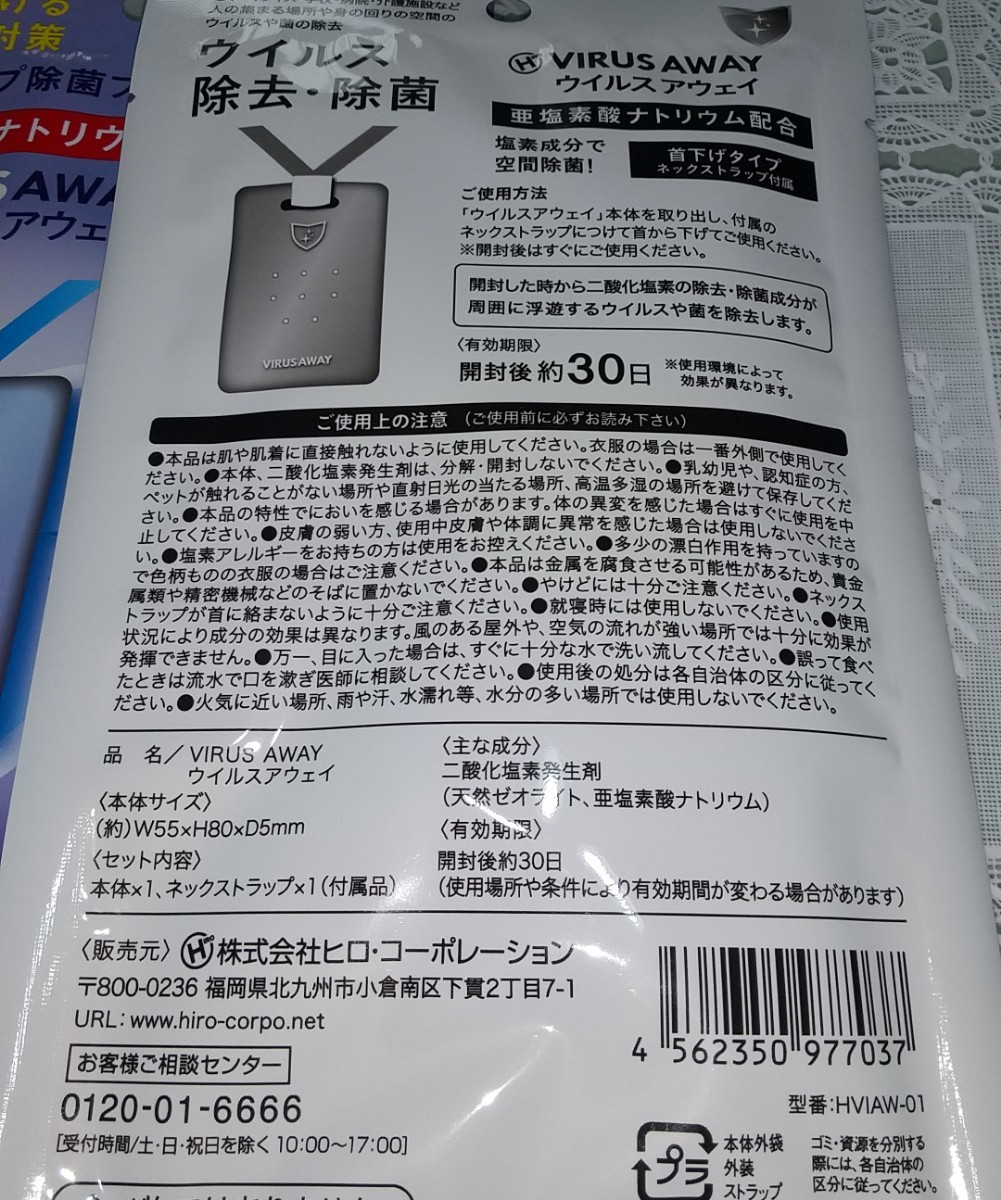 ける
対策
プ除菌
ナトリウ
SAWA
アウェ
人の集まる場所や身の回りの空間の
ウイルスや菌の除去
ウイルス
除去・除菌
VIRUS AWAY
H VIRUS AWAY
ウイルスアウェイ
亜塩素酸ナトリウム配合
塩素成分で
空間除菌!
首下げタイプ
ネックストラップ付属
ご使用方法
「ウイルスアウェイ」本体を取り出し、付属の
ネックストラップにつけて首から下げてご使用ください。
※開封後はすぐにご使用ください。
開封した時から二酸化塩素の除去・除菌成分が
周囲に浮遊するウイルスや菌を除去します。
〈有効期限〉
開封後約30日
※使用環境によって
効果が異なります。
ご使用上の注意 (ご使用前に必ずお読み下さい)
●本品は肌や肌着に直接触れないように使用してください。衣服の場合は一番外側で使用してく
ださい。●本体、二酸化塩素発生剤は、分解・開封しないでください。●乳幼児や、認知症の方、
ペットが触れることがない場所や直射日光の当たる場所、高温多湿の場所を避けて保存してくだ
さい。●本品の特性でにおいを感じる場合があります。体の異変を感じた場合はすぐに使用を中
止してください。●皮膚の弱い方、使用中皮膚や体調に異常を感じた場合は使用しないでくださ
い。●塩素アレルギーをお持ちの方は使用をお控えください。●多少の漂白作用を持っていますの
で色柄ものの衣服の場合はご注意ください。●本品は金属を腐食させる可能性があるため、貴金
属類や精密機械などのそばに置かないでください。●やけどには十分ご注意ください。●ネックス
トラップが首に絡まないように十分ご注意ください。●就寝時には使用しないでください。●使用
状況により成分の効果は異なります。風のある屋外や、空気の流れが強い場所では十分に効果が
発揮できません。●万一、目に入った場合は、すぐに十分な水で洗い流してください。●誤って食べ
たときは流水で口を漱ぎ医師に相談してください。●使用後の処分は各自治体の区分に従ってく
ださい。●火気に近い場所、雨や汗、水濡れ等、水分の多い場所では使用しないでください。
品 名／VIRUS AWAY
ウイルスアウェイ
〈本体サイズ〉
(約)W55×H80×D5mm
〈セット内容〉
本体×1、ネックストラップ×1(付属品)
〈主な成分〉
二酸化塩素発生剤
(天然ゼオライト、亜塩素酸ナトリウム)
〈有効期限〉
開封後約30日
(使用場所や条件により有効期間が変わる場合があります)
〈販売元〉 H 株式会社ヒロ・コーポレーション
〒800-0236 福岡県北九州市小倉南区下貫2丁目7-1
URL:www.hiro-corpo.net
お客様ご相談センター
0120-01-6666
[受付時間/土・日・祝日を除く 10:00〜17:00]
4 562350 977037
型番:HVIAW-01
プラ
本体外袋
外装
ストラップ
ゴミ・資源を分別する
際には、各自治体の
区分に従ってください。